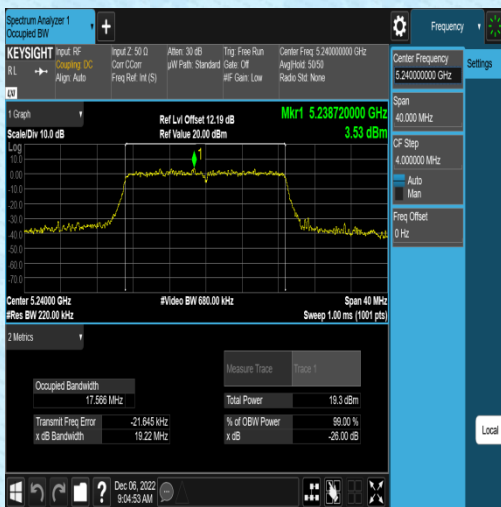 Spectrum Analyzer 1
Occupied BW
+
Frequency
KEYSIGHT
Input: RF
Coupling: DC
Align: Auto
Input Z: 50 Ω
Corr CCorr
Freq Ref: Int (S)
Atten: 30 dB
µW Path: Standard
Trig: Free Run
Gate: Off
#IF Gain: Low
Center Freq: 5.240000000 GHz
Avg|Hold: 50/50
Radio Std: None
RL
Center Frequency
5.240000000 GHz
Settings
Span
40.000 MHz
CF Step
4.000000 MHz
Auto
Man
Freq Offset
0 Hz
1 Graph
Scale/Div 10.0 dB
Ref Lvl Offset 12.19 dB
Ref Value 20.00 dBm
Mkr1 5.238720000 GHz
3.53 dBm
Log
10.0
0.00
-10.0
-20.0
-30.0
-40.0
-50.0
-60.0
-70.0
1
Center 5.24000 GHz
#Res BW 220.00 kHz
#Video BW 680.00 kHz
Span 40 MHz
Sweep 1.00 ms (1001 pts)
2 Metrics
Measure Trace
Trace 1
Occupied Bandwidth
17.566 MHz
Total Power
19.3 dBm
Transmit Freq Error
-21.645 kHz
% of OBW Power
99.00 %
x dB Bandwidth
19.22 MHz
x dB
-26.00 dB
Local
?
Dec 06, 2022
9:04:53 AM